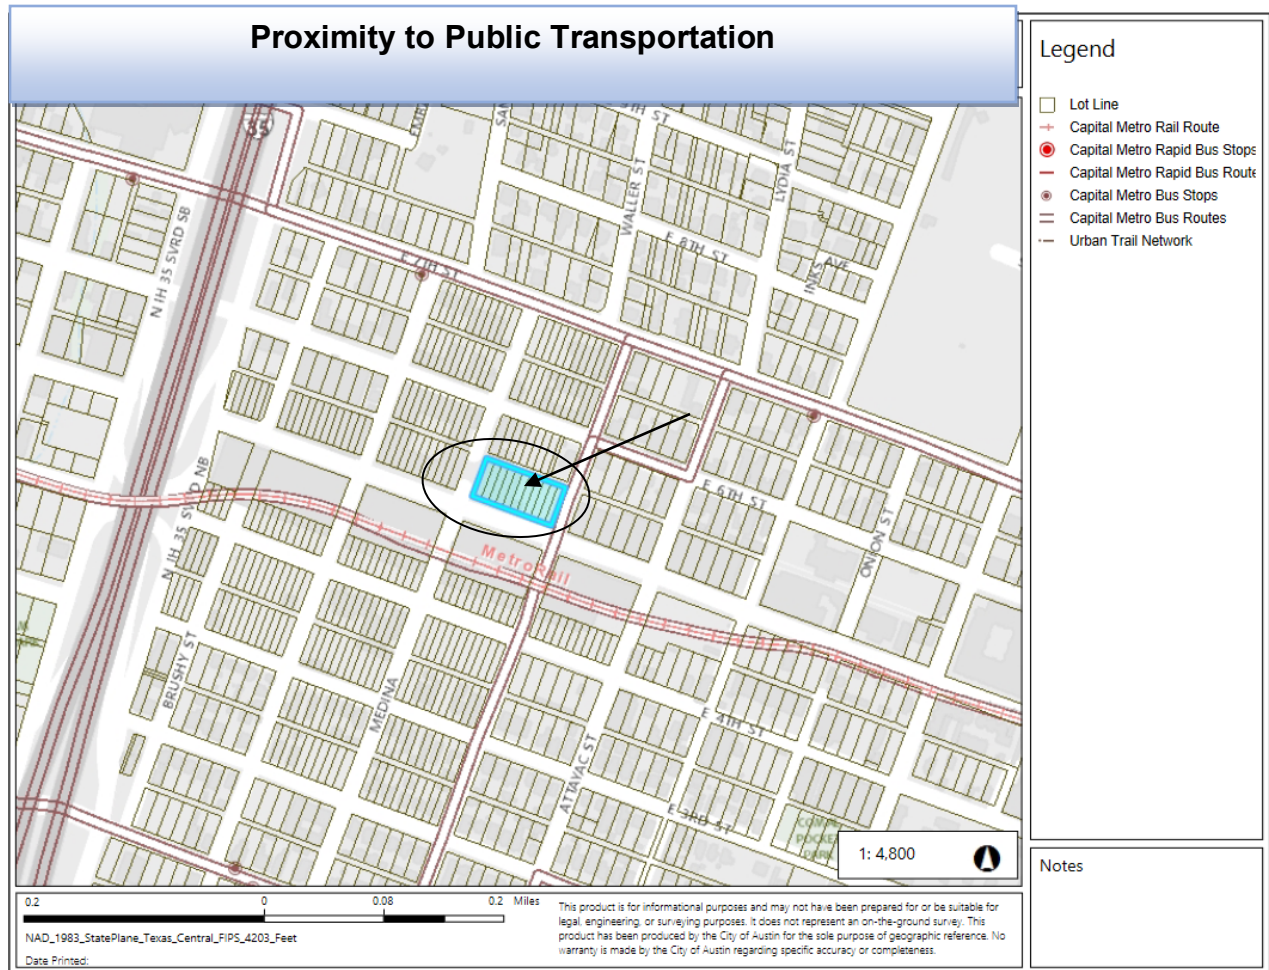 Proximity to Public Transportation
Legend
Lot Line
Capital Metro Rail Route
Capital Metro Rapid Bus Stops
Capital Metro Rapid Bus Route
Capital Metro Bus Stops
Capital Metro Bus Routes
Urban Trail Network
35
WALLER ST
LYDIA ST
E 8TH ST
INKS AVE
N IH 35 SVRD SB
E 7TH ST
E 6TH ST
ONION ST
N IH 35 SVRD NB
MetroRail
BRUSHY ST
MEDINA
E 4TH ST
ATTAYAC ST
E 3RD ST
POCKET
PARK
1: 4,800
Notes
0.2 0 0.08 0.2 Miles
NAD_1983_StatePlane_Texas_Central_FIPS_4203_Feet
Date Printed:
This product is for informational purposes and may not have been prepared for or be suitable for
legal, engineering, or surveying purposes. It does not represent an on-the-ground survey. This
product has been produced by the City of Austin for the sole purpose of geographic reference. No
warranty is made by the City of Austin regarding specific accuracy or completeness.